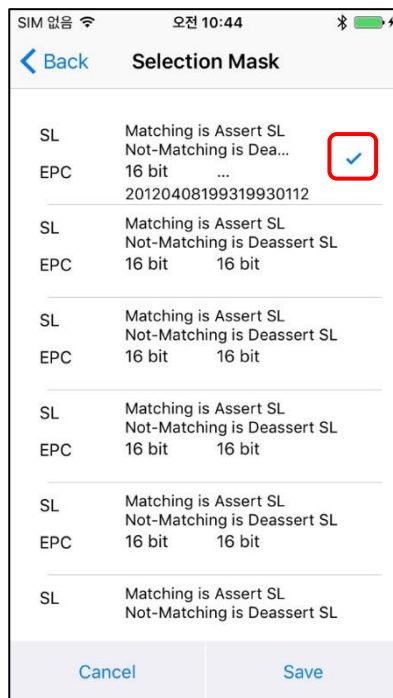 SIM 없음 오전 10:44
Back Selection Mask
SL Matching is Assert SL
Not-Matching is Dea...
EPC 16 bit ...
20120408199319930112
SL Matching is Assert SL
Not-Matching is Deassert SL
EPC 16 bit 16 bit
SL Matching is Assert SL
Not-Matching is Deassert SL
EPC 16 bit 16 bit
SL Matching is Assert SL
Not-Matching is Deassert SL
EPC 16 bit 16 bit
SL Matching is Assert SL
Not-Matching is Deassert SL
EPC 16 bit 16 bit
SL Matching is Assert SL
Not-Matching is Deassert SL
Cancel Save